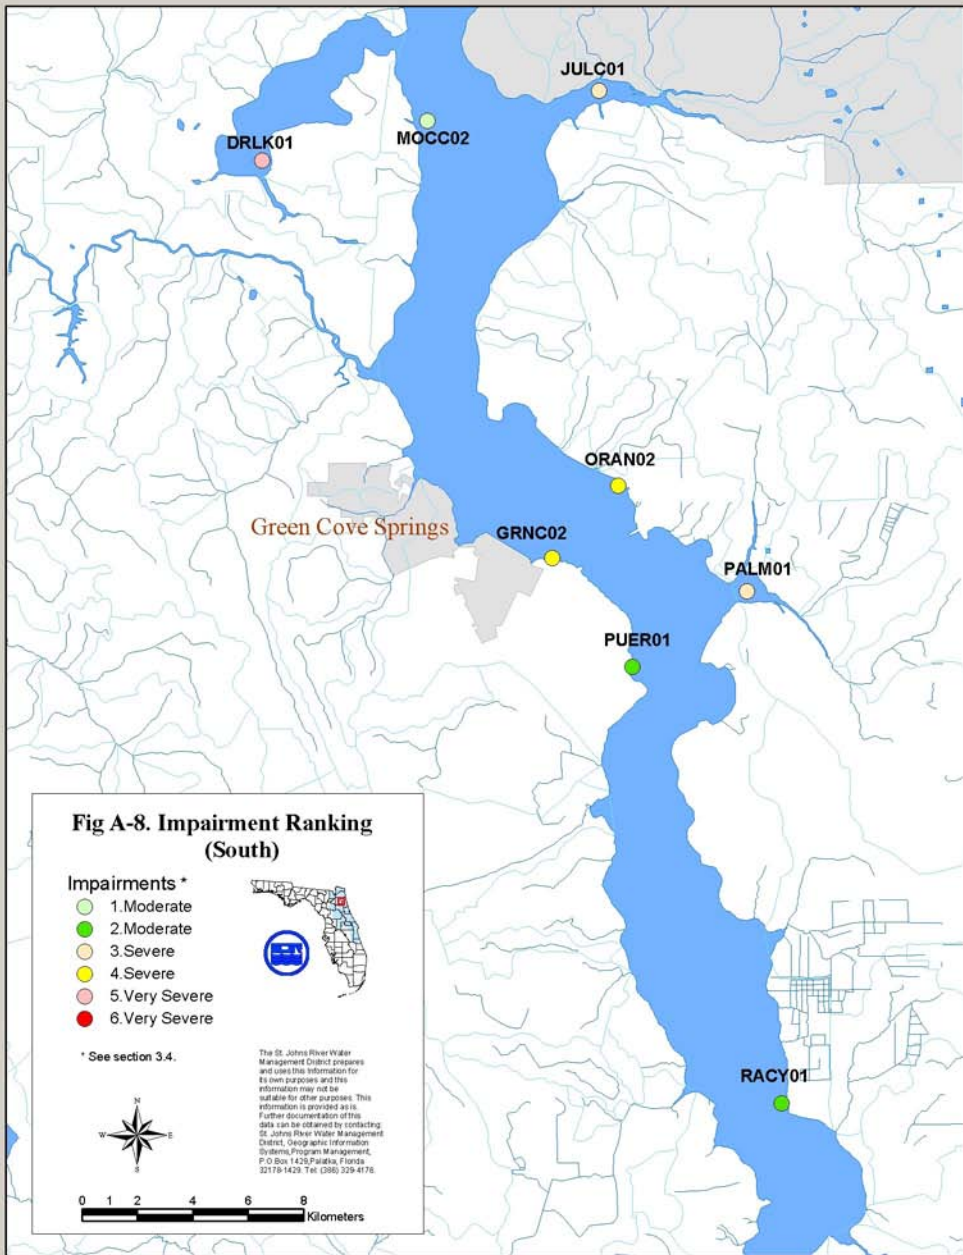 JULC01
MOCC02
DRLK01
ORAN02
Green Cove Springs
GRNC02
PALM01
PUER01
RACY01
Fig A-8. Impairment Ranking
(South)
Impairments *
1.Moderate
2.Moderate
3.Severe
4.Severe
5.Very Severe
6.Very Severe
* See section 3.4.
The St. Johns River Water
Management District prepares
and uses this information for
its own purposes and this
information may not be
suitable for other purposes. This
information is provided as is.
Further documentation of this
data can be obtained by contacting:
St. Johns River Water Management
District, Geographic Information
Systems, Program Management,
P.O.Box 1429, Palatka, Florida
32178-1429. Tel: (386) 329-4176.
N
W E
S
0 1 2 4 6 8
Kilometers